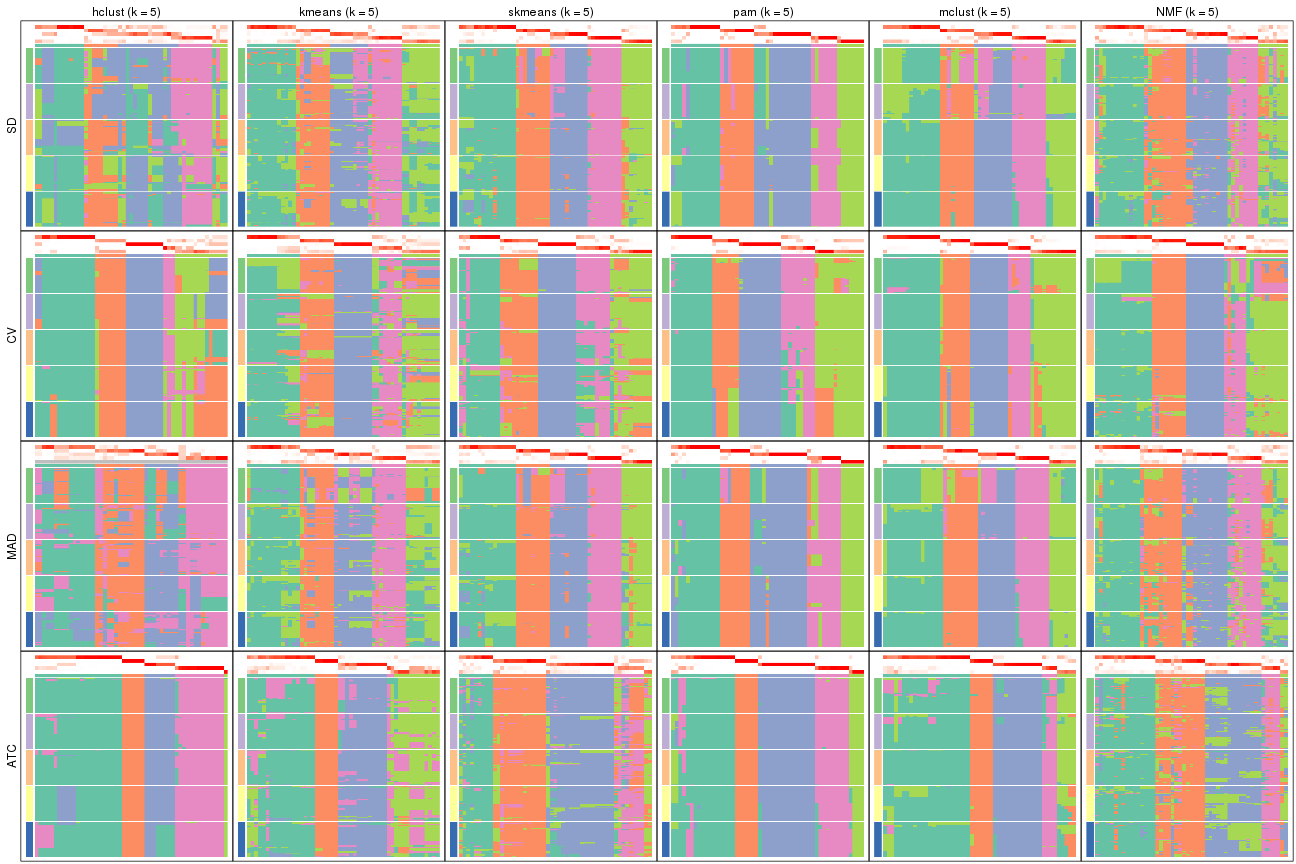 hclust (k = 5) kmeans (k = 5) skmeans (k = 5) pam (k = 5) mclust (k = 5) NMF (k = 5)
SD
CV
MAD
ATC